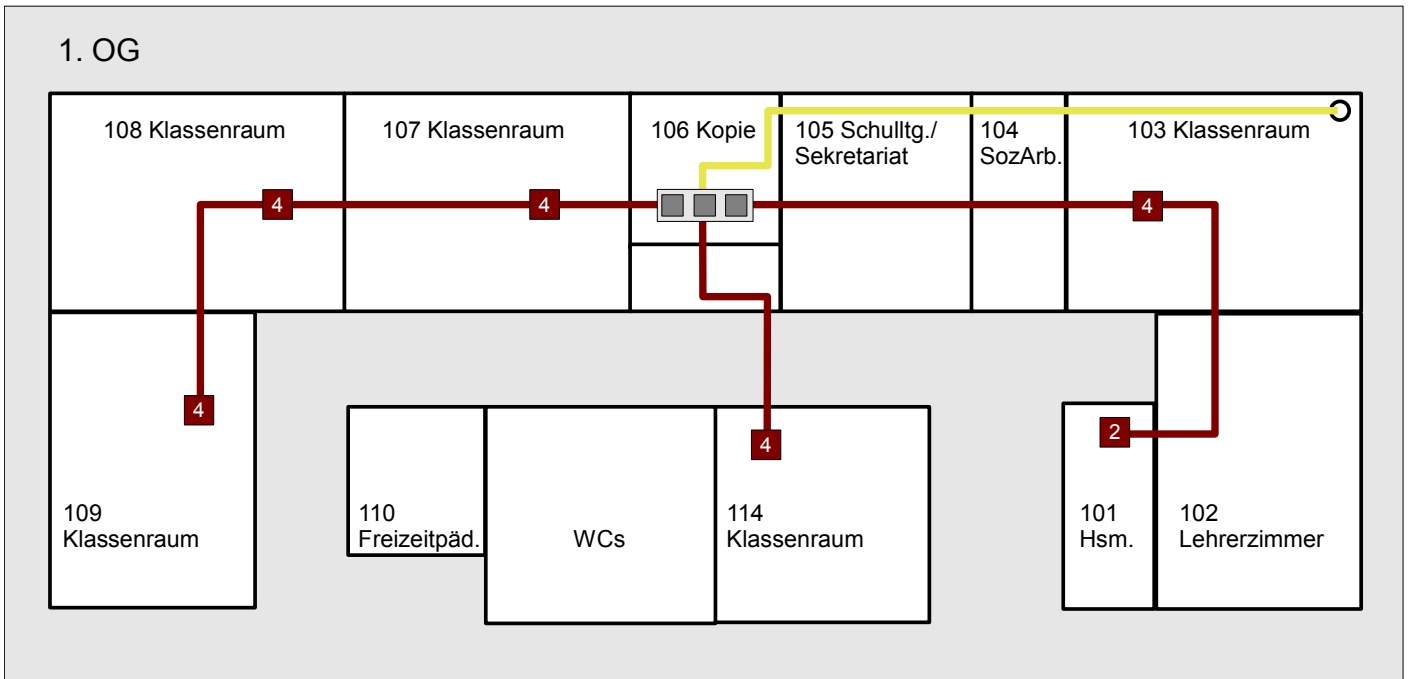 1. OG
108 Klassenraum
107 Klassenraum
106 Kopie
105 Schulltg./
Sekretariat
104
SozArb.
103 Klassenraum
4
4
4
4
109
Klassenraum
110
Freizeitpäd.
WCs
4
114
Klassenraum
2
101
Hsm.
102
Lehrerzimmer